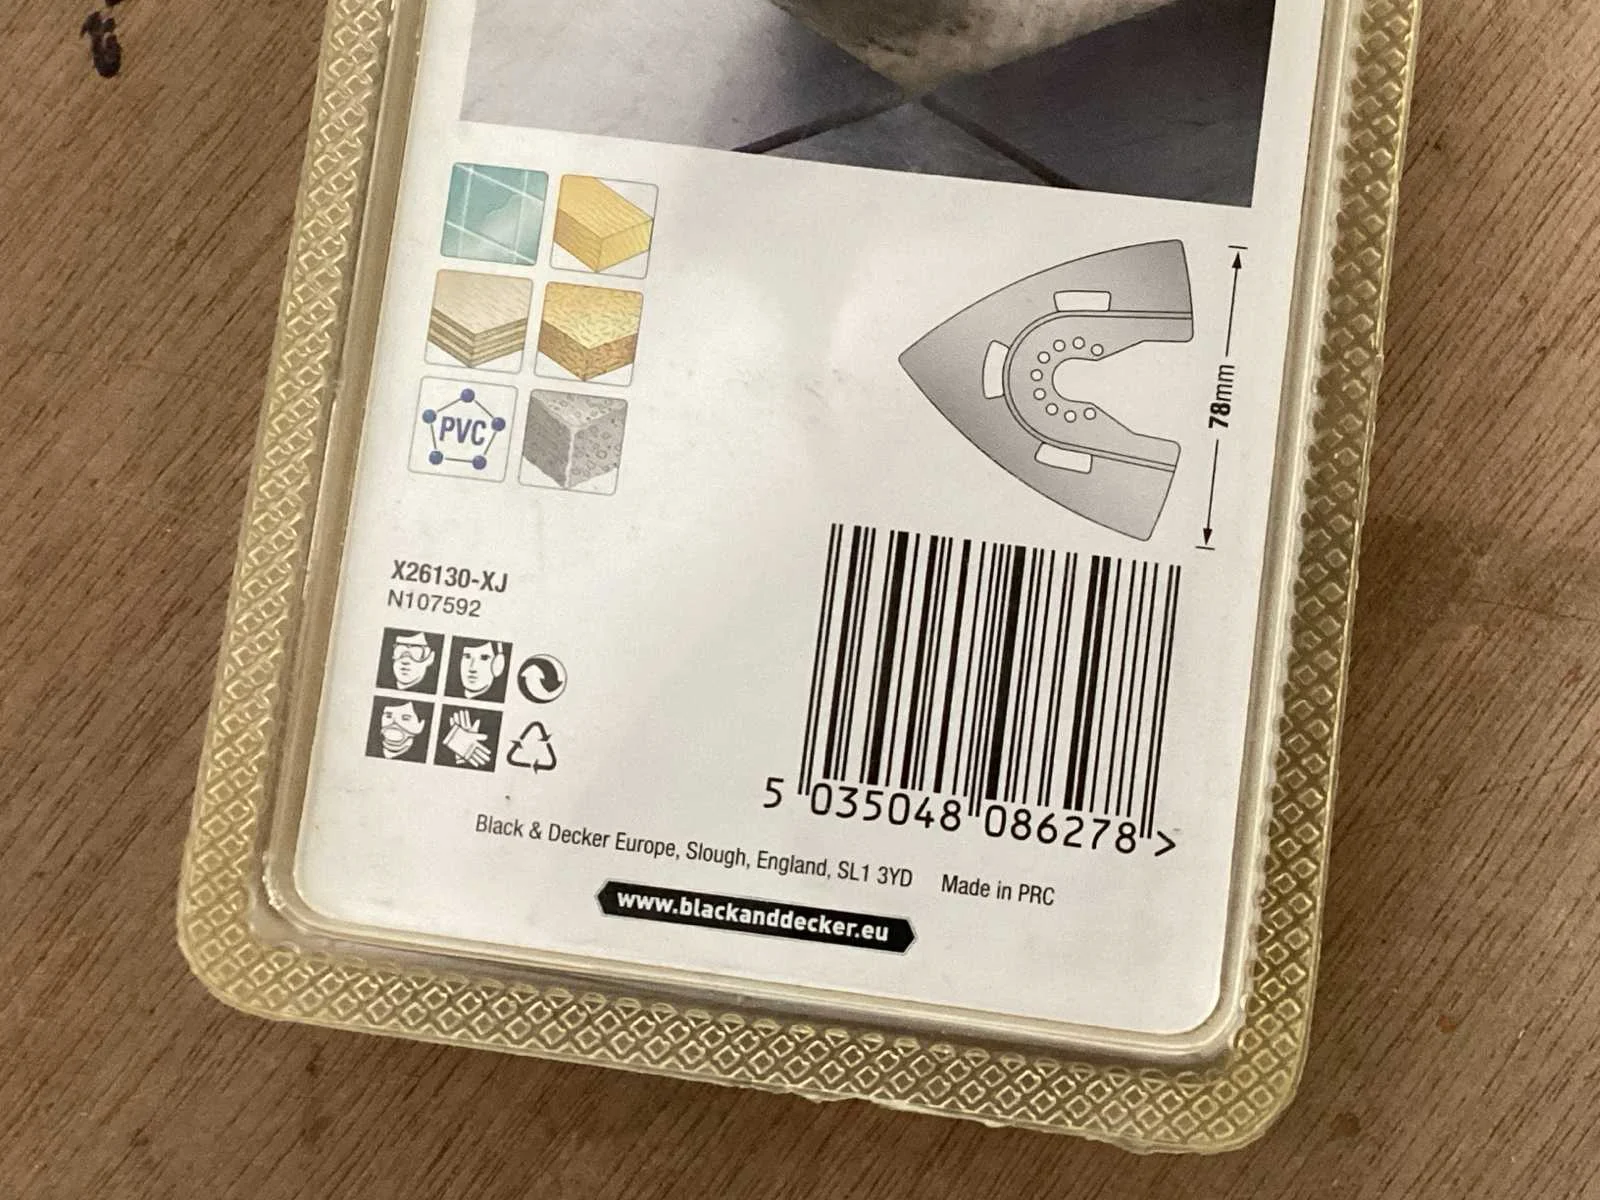 78mm
PVC
X26130-XJ
N107592
5 035048 086278 >
Black & Decker Europe, Slough, England, SL1 3YD Made in PRC
www.blackanddecker.eu